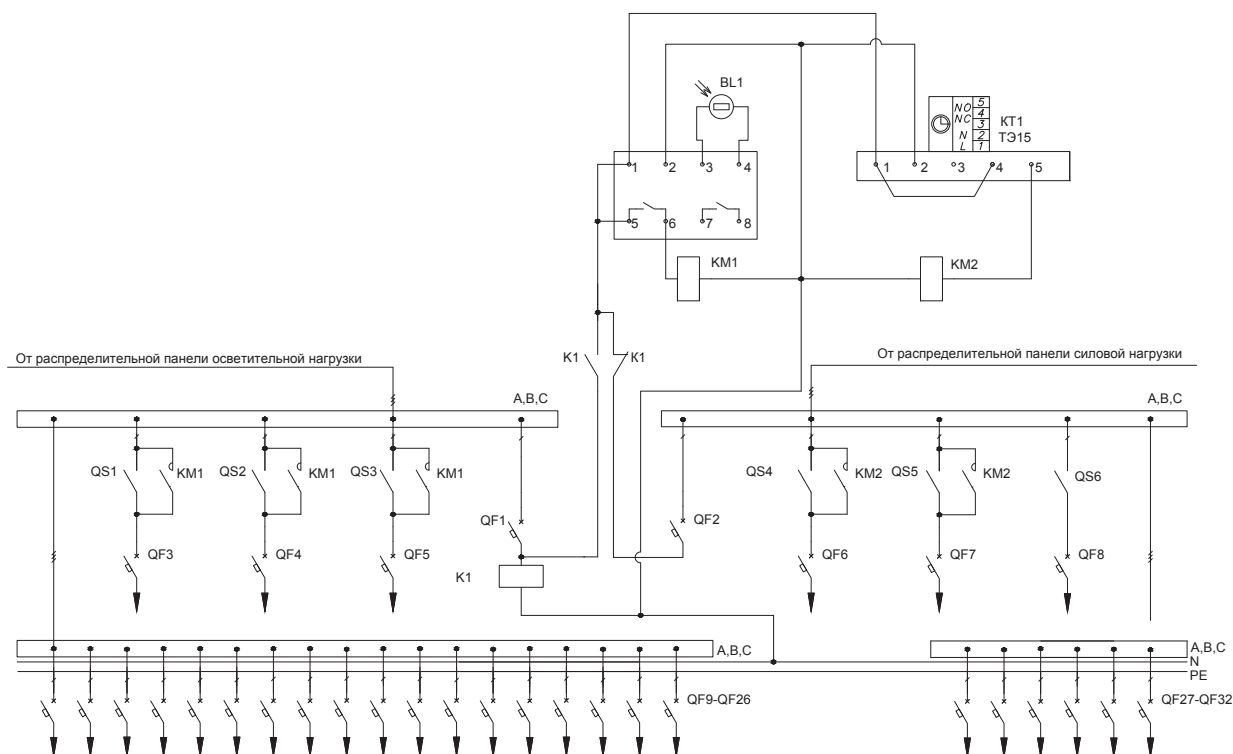 BL1
5
NO 4
NC 3
N 2
L 1
КТ1
ТЭ15
1 2 3 4
1 2 3 4 5
5 6 7 8
КМ1
КМ2
От распределительной панели осветительной нагрузки
К1
К1
От распределительной панели силовой нагрузки
A,B,C
A,B,C
QS1
КМ1
QS2
КМ1
QS3
КМ1
QS4
КМ2
QS5
КМ2
QS6
QF1
QF2
QF3
QF4
QF5
QF6
QF7
QF8
К1
A,B,C
A,B,C
N
PE
QF9-QF26
QF27-QF32